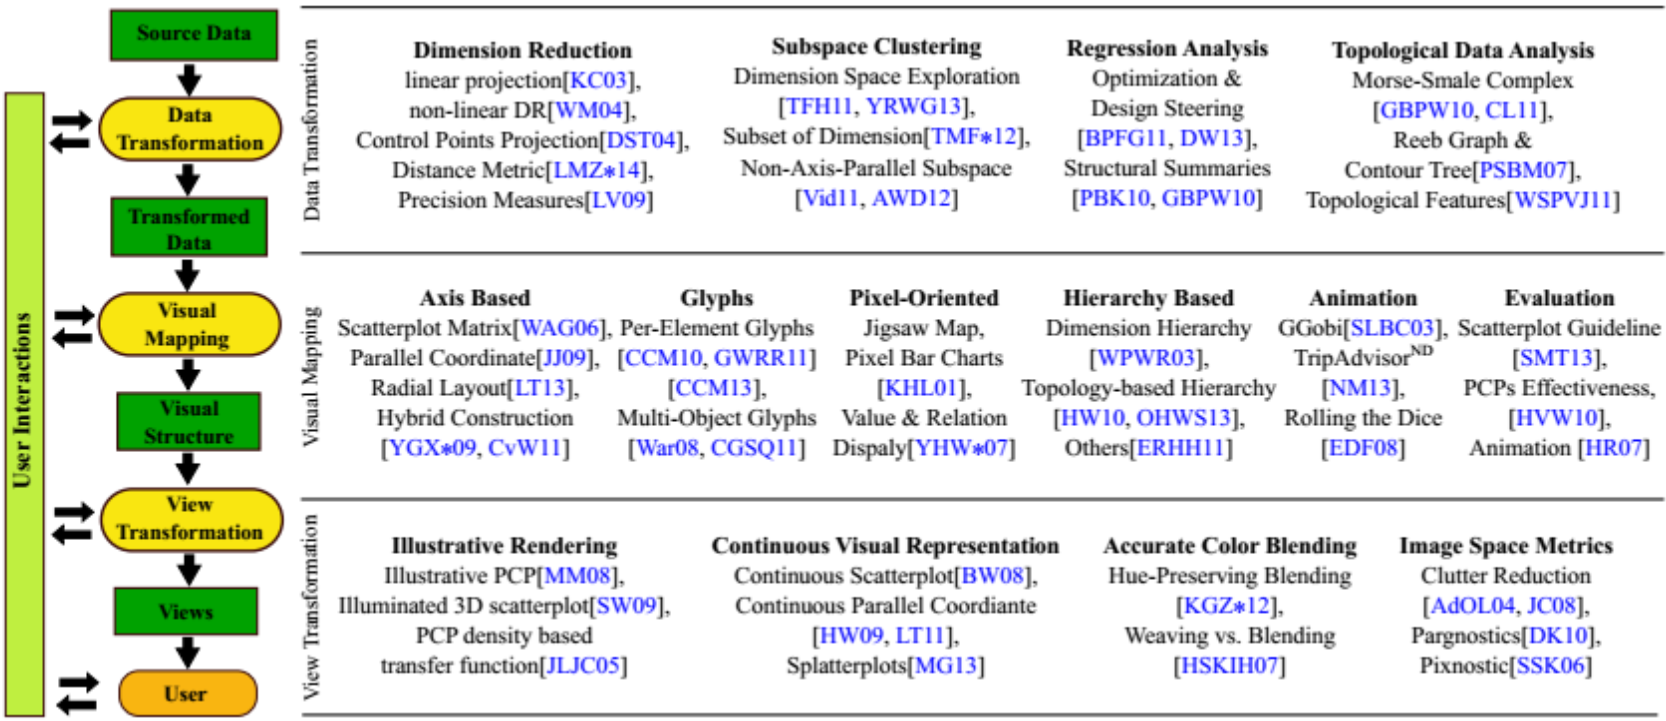 Source Data
Data
Transformation
Transformed
Data
Visual
Mapping
Visual
Structure
View
Transformation
Views
User
User Interactions
Data Transformation
Dimension Reduction
linear projection[KC03],
non-linear DR[WM04],
Control Points Projection[DST04],
Distance Metric[LMZ*14],
Precision Measures[LV09]
Subspace Clustering
Dimension Space Exploration
[TFH11, YRWG13],
Subset of Dimension[TMF*12],
Non-Axis-Parallel Subspace
[Vid11, AWD12]
Regression Analysis
Optimization &
Design Steering
[BPFG11, DW13],
Structural Summaries
[PBK10, GBPW10]
Topological Data Analysis
Morse-Smale Complex
[GBPW10, CL11],
Reeb Graph &
Contour Tree[PSBM07],
Topological Features[WSPVJ11]
Visual Mapping
Axis Based
Scatterplot Matrix[WAG06],
Parallel Coordinate[JJ09],
Radial Layout[LT13],
Hybrid Construction
[YGX*09, CvW11]
Glyphs
Per-Element Glyphs
[CCM10, GWRR11]
[CCM13],
Multi-Object Glyphs
[War08, CGSQ11]
Pixel-Oriented
Jigsaw Map,
Pixel Bar Charts
[KHL01],
Value & Relation
Dispaly[YHW*07]
Hierarchy Based
Dimension Hierarchy
[WPWR03],
Topology-based Hierarchy
[HW10, OHWS13],
Others[ERHH11]
Animation
GGobi[SLBC03],
TripAdvisorND
[NM13],
Rolling the Dice
[EDF08]
Evaluation
Scatterplot Guideline
[SMT13],
PCPs Effectiveness,
[HVW10],
Animation [HR07]
View Transformation
Illustrative Rendering
Illustrative PCP[MM08],
Illuminated 3D scatterplot[SW09],
PCP density based
transfer function[JLJC05]
Continuous Visual Representation
Continuous Scatterplot[BW08],
Continuous Parallel Coordiante
[HW09, LT11],
Splatterplots[MG13]
Accurate Color Blending
Hue-Preserving Blending
[KGZ*12],
Weaving vs. Blending
[HSKIH07]
Image Space Metrics
Clutter Reduction
[AdOL04, JC08],
Pargnostics[DK10],
Pixnostic[SSK06]